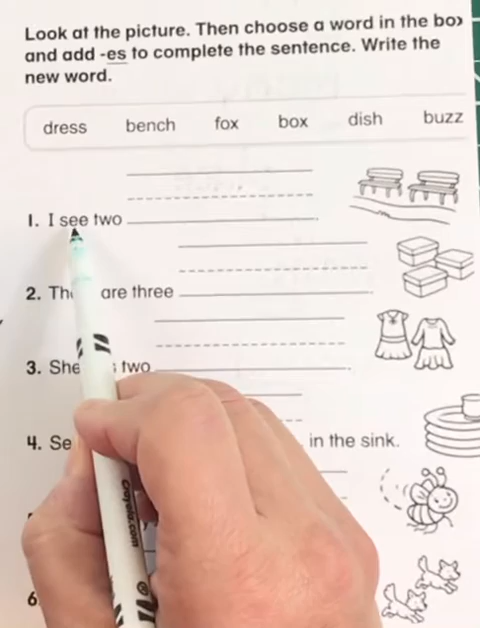 Look at the picture. Then choose a word in the box
and add -es to complete the sentence. Write the
new word.
dress bench fox box dish buzz
1. I see two
2. Th are three
3. She two
4. Se in the sink.
6.
Crayola.com